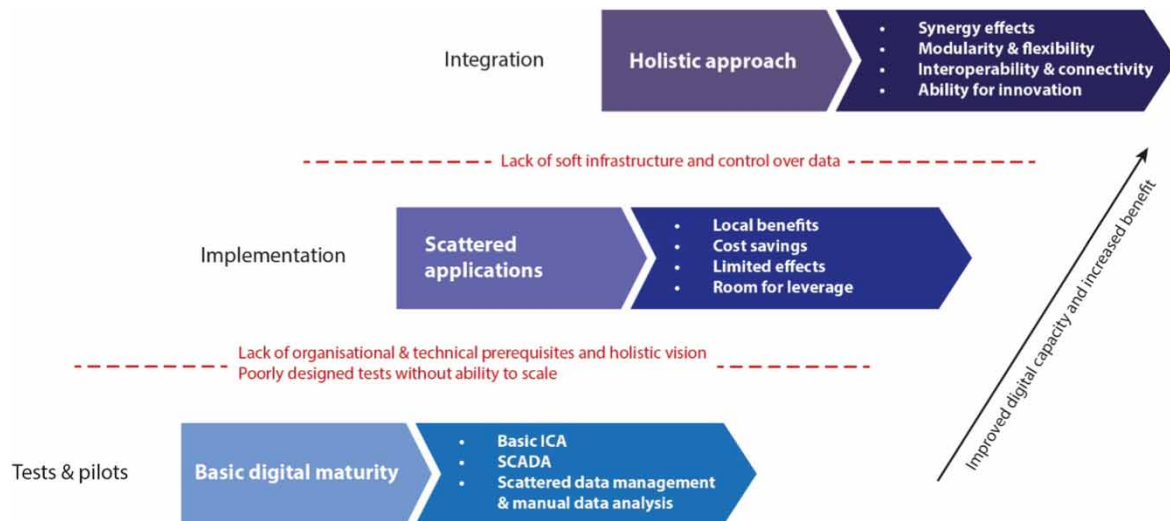 Integration
Holistic approach
• Synergy effects
• Modularity & flexibility
• Interoperability & connectivity
• Ability for innovation
Lack of soft infrastructure and control over data
Implementation
Scattered
applications
• Local benefits
• Cost savings
• Limited effects
• Room for leverage
Lack of organisational & technical prerequisites and holistic vision
Poorly designed tests without ability to scale
Tests & pilots
Basic digital maturity
• Basic ICA
• SCADA
• Scattered data management
& manual data analysis
Improved digital capacity and increased benefit